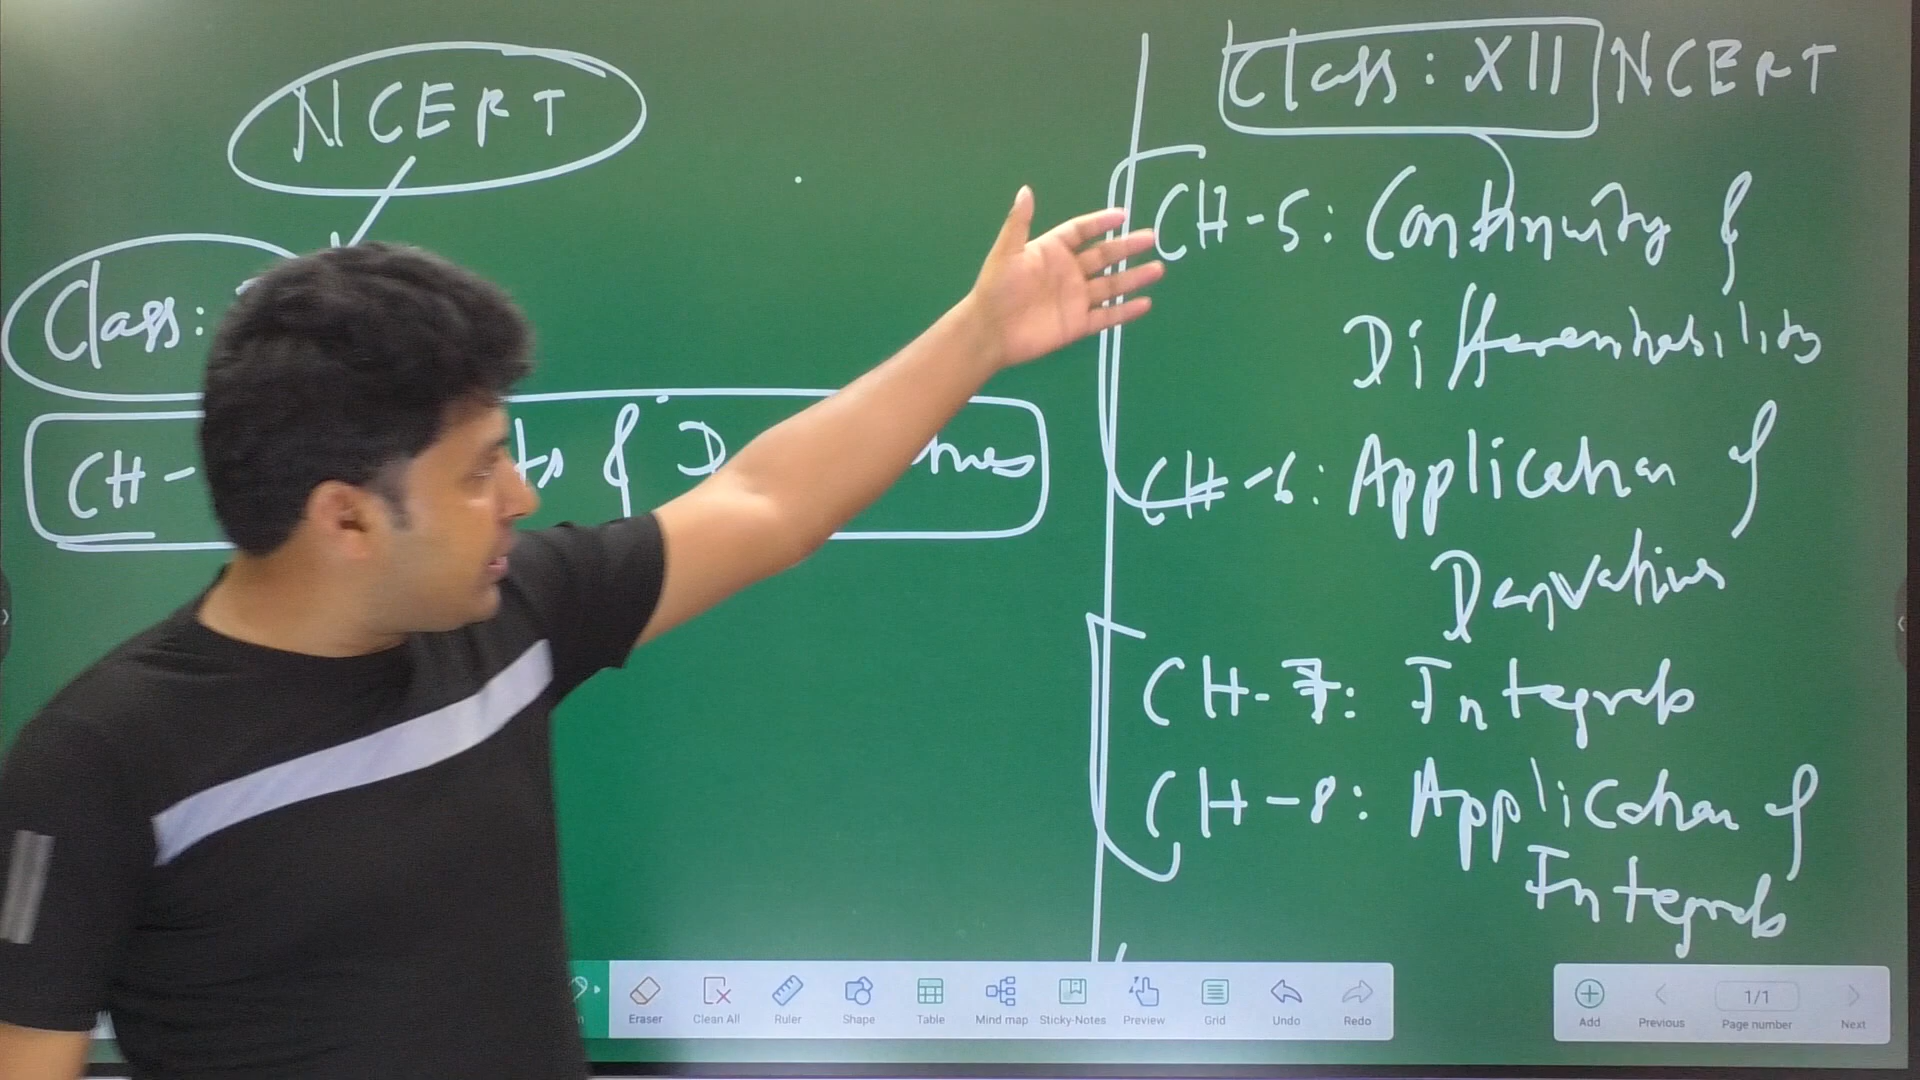 NCERT
Class:
CH-
ts & D
Class: XII NCERT
CH-5: Continuity &
Differentiability
CH-6: Application of
Derivatives
CH-7: Integrals
CH-8: Application of
Integrals
Eraser Clean All Ruler Shape Table Mind map Sticky-Notes Preview Grid Undo Redo
Add Previous 1/1 Page number Next